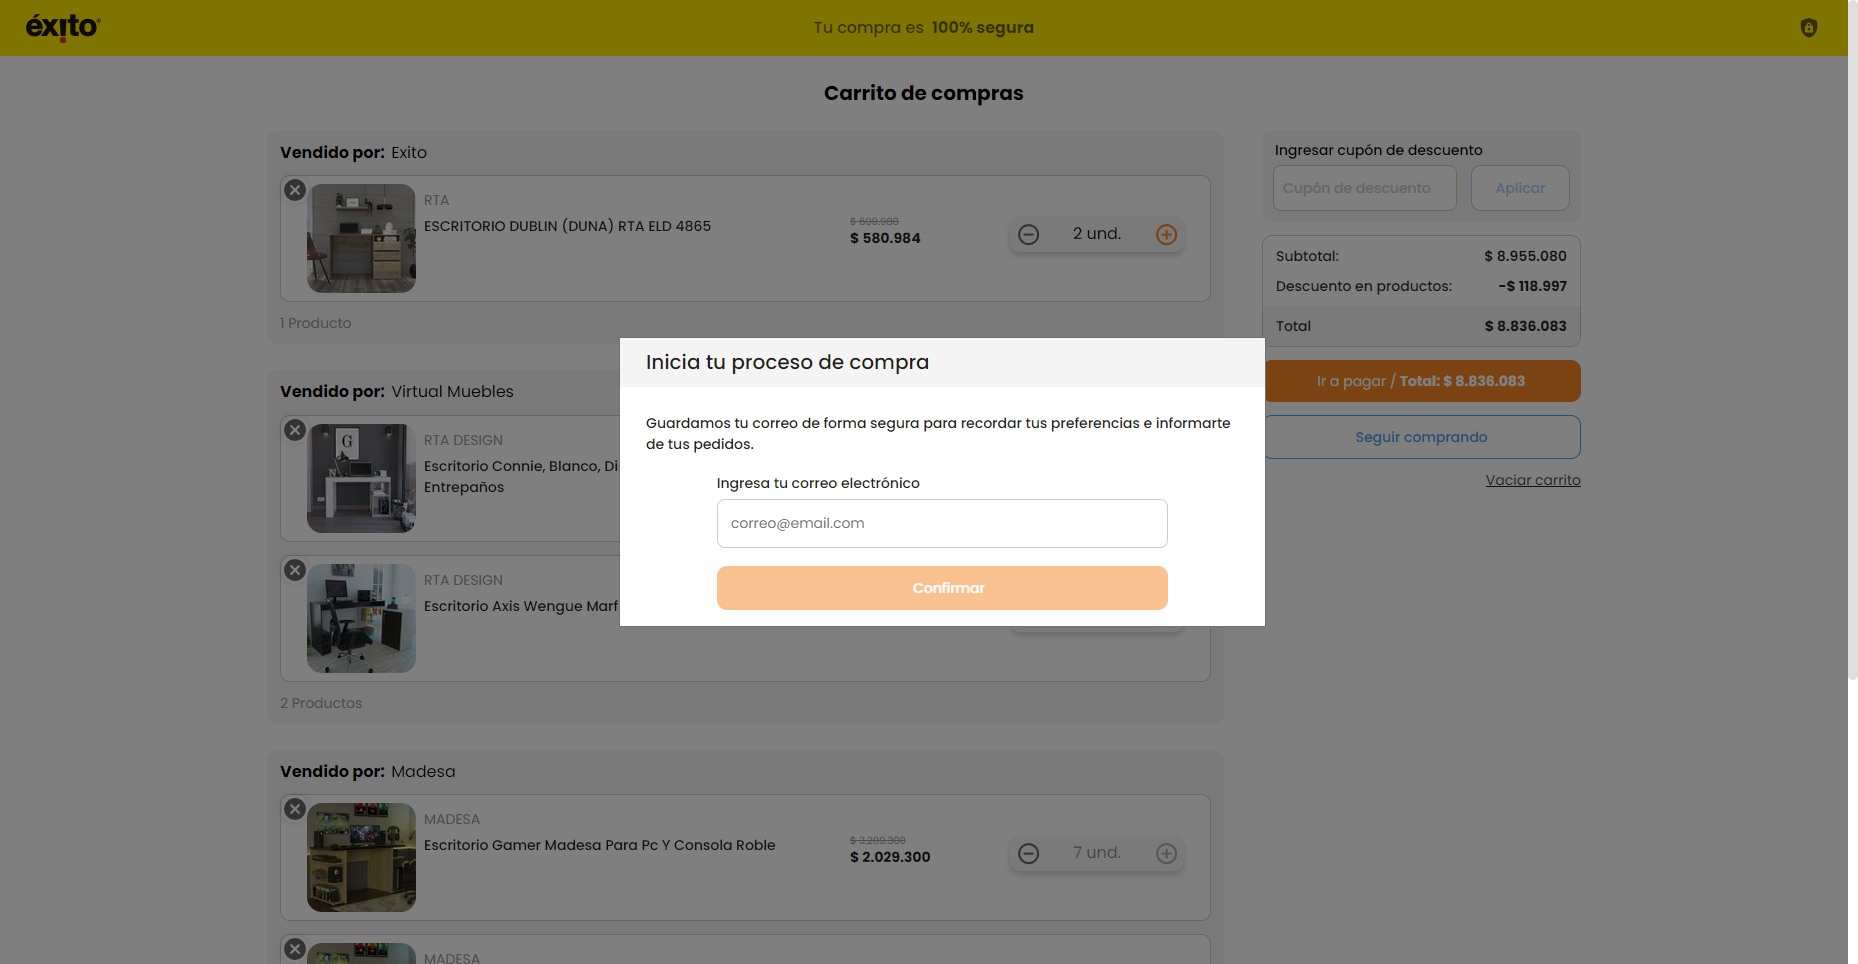 éxito
Tu compra es 100% segura
Carrito de compras
Vendido por: Exito
RTA
ESCRITORIO DUBLIN (DUNA) RTA ELD 4865
$ 699.980
$ 580.984
2 und.
1 Producto
Ingresar cupón de descuento
Cupón de descuento
Aplicar
Subtotal: $ 8.955.080
Descuento en productos: -$ 118.997
Total $ 8.836.083
Ir a pagar / Total: $ 8.836.083
Seguir comprando
Vaciar carrito
Inicia tu proceso de compra
Guardamos tu correo de forma segura para recordar tus preferencias e informarte
de tus pedidos.
Ingresa tu correo electrónico
correo@email.com
Confirmar
Vendido por: Virtual Muebles
RTA DESIGN
Escritorio Connie, Blanco, Di
Entrepaños
G
N
RTA DESIGN
Escritorio Axis Wengue Marf
2 Productos
Vendido por: Madesa
MADESA
Escritorio Gamer Madesa Para Pc Y Consola Roble
$ 2.029.300
7 und.
MADESA